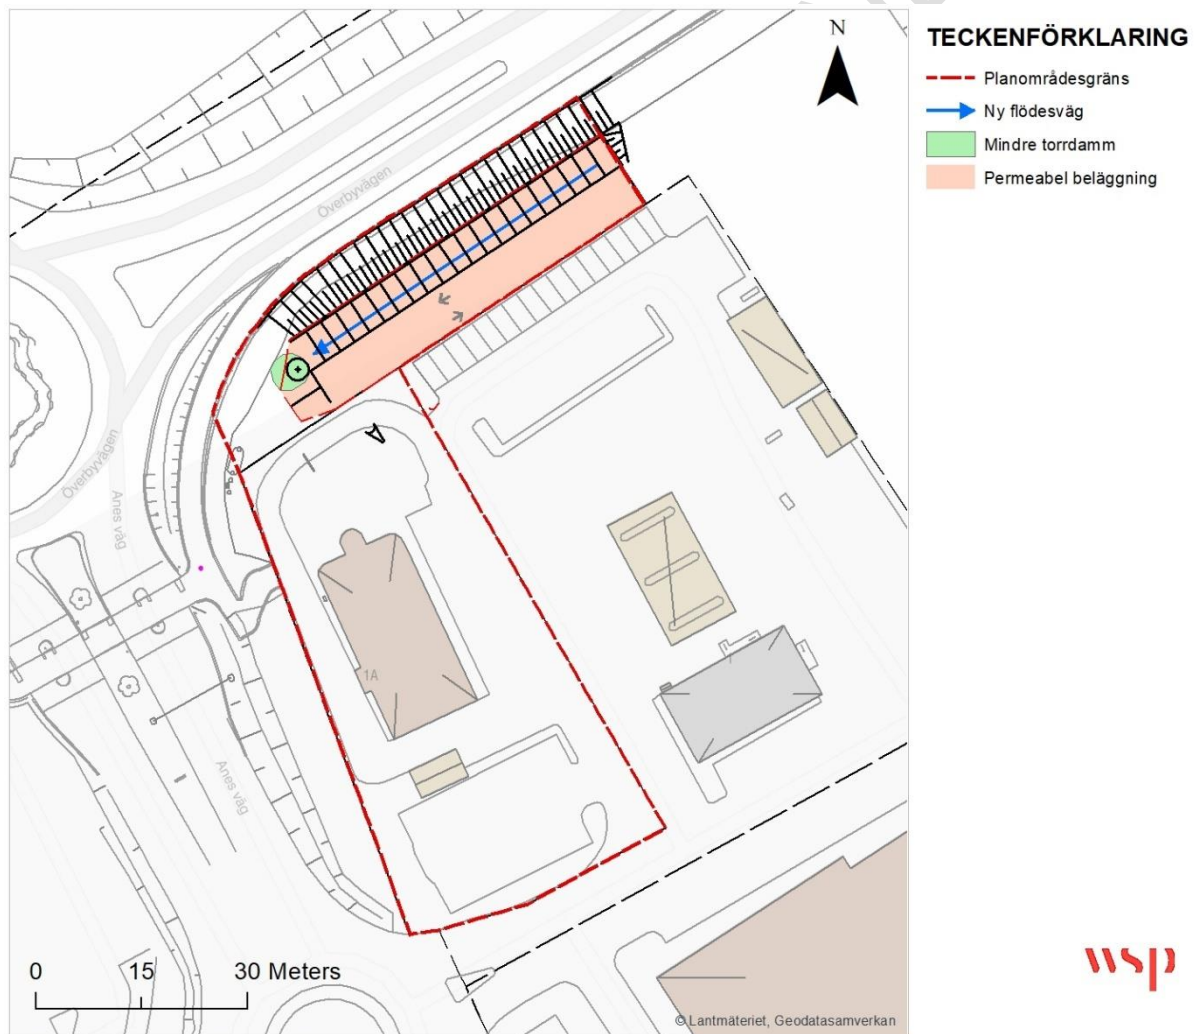 N
TECKENFÖRKLARING
Planområdesgräns
Ny flödesväg
Mindre torrdamm
Permeabel beläggning
Överbyvägen
Överbyvägen
Anes väg
1A
Anes väg
0 15 30 Meters
© Lantmäteriet, Geodatasamverkan
wsp